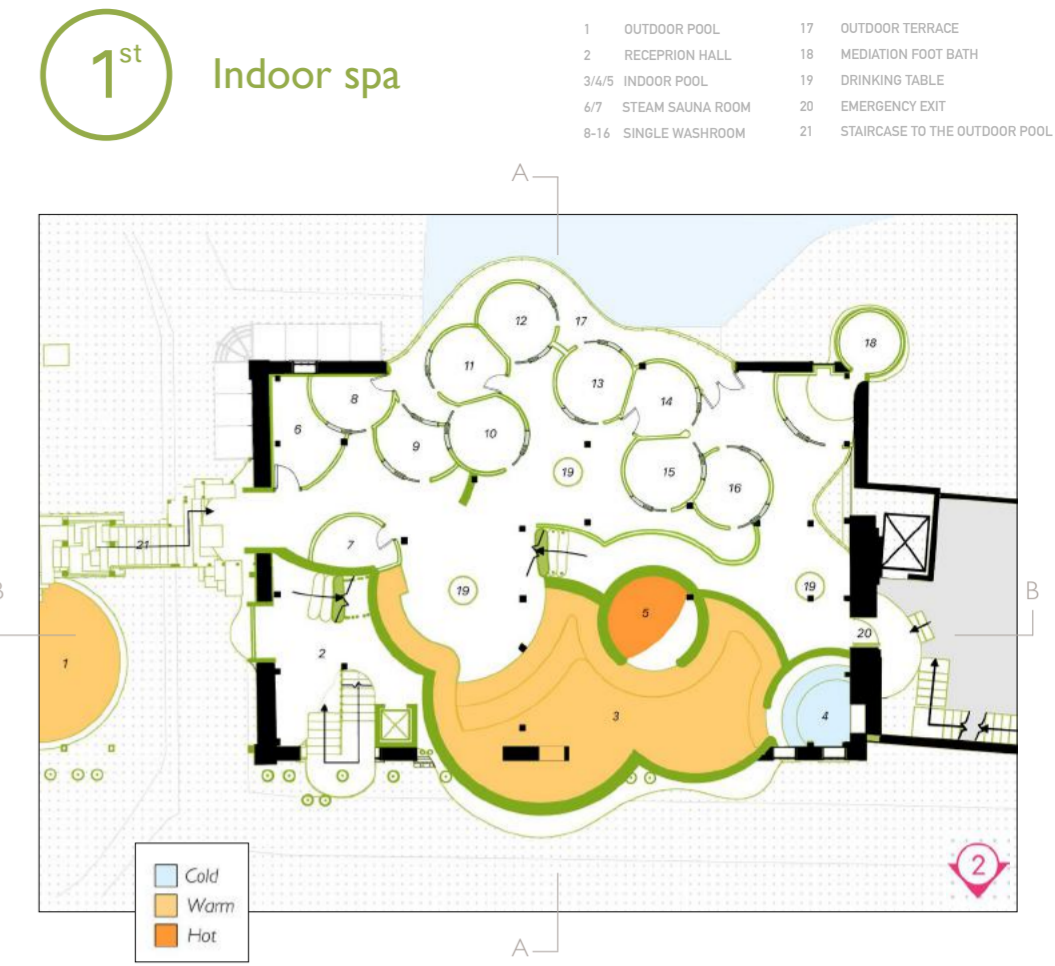 1st
Indoor spa
1 OUTDOOR POOL
2 RECEPRION HALL
3/4/5 INDOOR POOL
6/7 STEAM SAUNA ROOM
8-16 SINGLE WASHROOM
17 OUTDOOR TERRACE
18 MEDIATION FOOT BATH
19 DRINKING TABLE
20 EMERGENCY EXIT
21 STAIRCASE TO THE OUTDOOR POOL
A
12
17
18
11
13
8
14
6
10
9
19
15
16
21
7
19
19
B
B
5
20
2
1
3
4
Cold
Warm
Hot
2
A